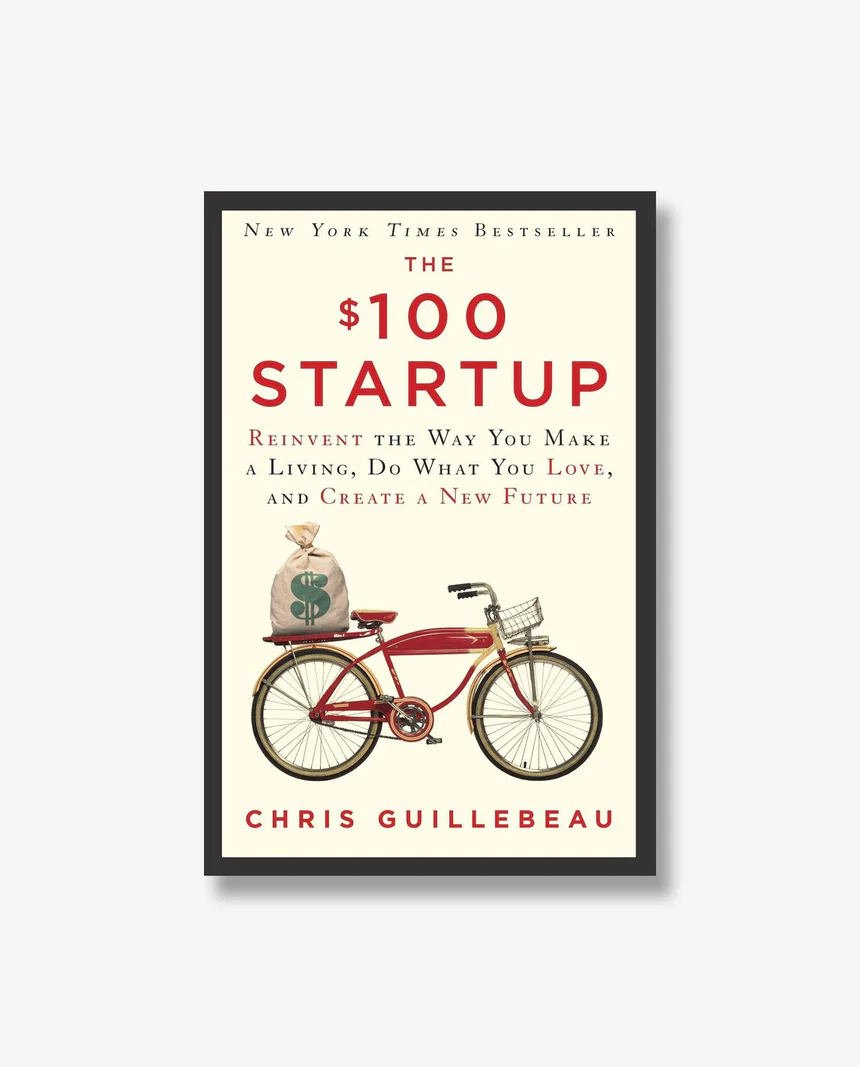 New York Times Bestseller
THE
$100
STARTUP
Reinvent the Way You Make
a Living, Do What You Love,
and Create a New Future
$
CHRIS GUILLEBEAU